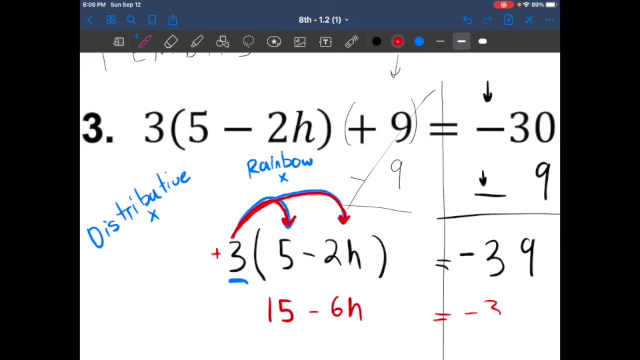 8:08 PM Sun Sep 12
89%
8th - 1.2 (1)
3. 3(5 − 2h) (+ 9) = −30
− 9 − 9
Distributive x
Rainbow x
+3(5 − 2h) = −39
15 − 6h = −3